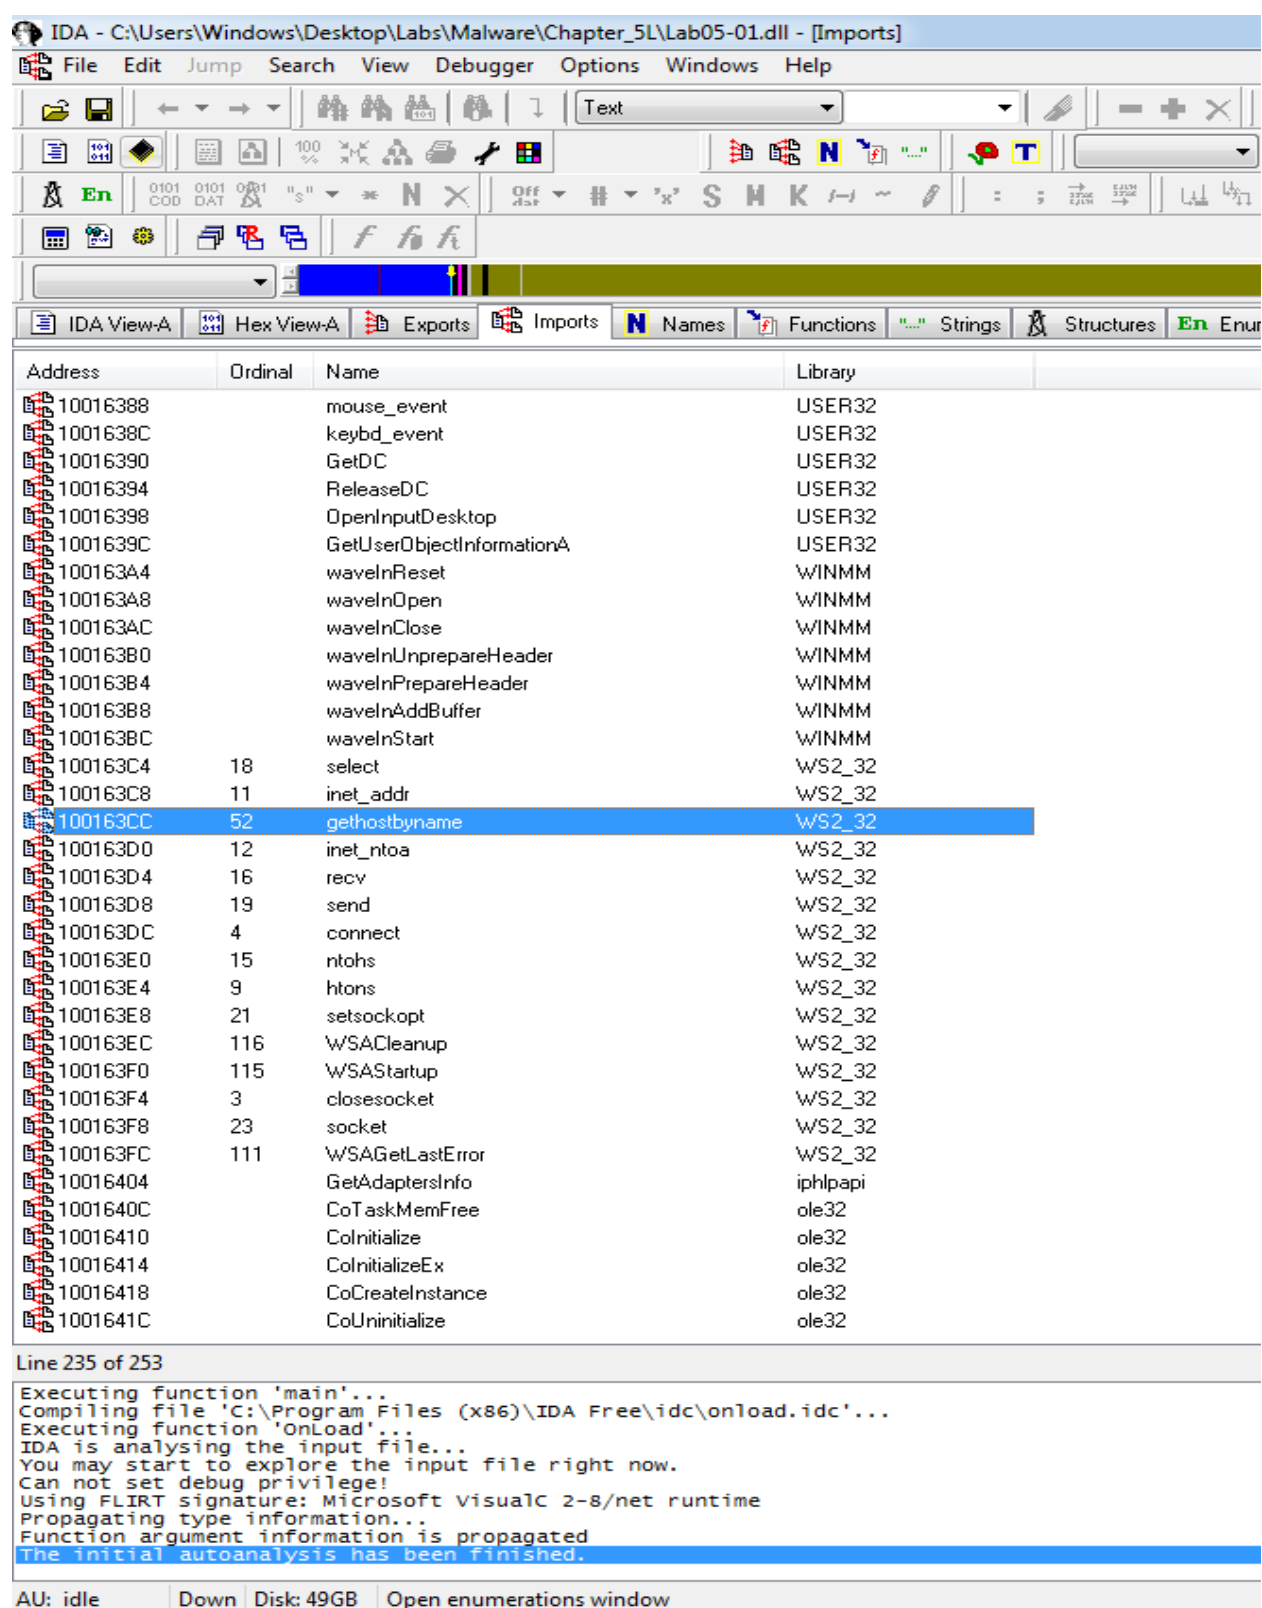 IDA - C:\Users\Windows\Desktop\Labs\Malware\Chapter_5L\Lab05-01.dll - [Imports]
File Edit Jump Search View Debugger Options Windows Help
Text
En
IDA View-A Hex View-A Exports Imports Names Functions Strings Structures En Enur
Address Ordinal Name Library
10016388 mouse_event USER32
1001638C keybd_event USER32
10016390 GetDC USER32
10016394 ReleaseDC USER32
10016398 OpenInputDesktop USER32
1001639C GetUserObjectInformationA USER32
100163A4 waveInReset WINMM
100163A8 waveInOpen WINMM
100163AC waveInClose WINMM
100163B0 waveInUnprepareHeader WINMM
100163B4 waveInPrepareHeader WINMM
100163B8 waveInAddBuffer WINMM
100163BC waveInStart WINMM
100163C4 18 select WS2_32
100163C8 11 inet_addr WS2_32
100163CC 52 gethostbyname WS2_32
100163D0 12 inet_ntoa WS2_32
100163D4 16 recv WS2_32
100163D8 19 send WS2_32
100163DC 4 connect WS2_32
100163E0 15 ntohs WS2_32
100163E4 9 htons WS2_32
100163E8 21 setsockopt WS2_32
100163EC 116 WSACleanup WS2_32
100163F0 115 WSAStartup WS2_32
100163F4 3 closesocket WS2_32
100163F8 23 socket WS2_32
100163FC 111 WSAGetLastError WS2_32
10016404 GetAdaptersInfo iphlpapi
1001640C CoTaskMemFree ole32
10016410 CoInitialize ole32
10016414 CoInitializeEx ole32
10016418 CoCreateInstance ole32
1001641C CoUninitialize ole32
Line 235 of 253
Executing function 'main'...
Compiling file 'C:\Program Files (x86)\IDA Free\idc\onload.idc'...
Executing function 'OnLoad'...
IDA is analysing the input file...
You may start to explore the input file right now.
Can not set debug privilege!
Using FLIRT signature: Microsoft VisualC 2-8/net runtime
Propagating type information...
Function argument information is propagated
The initial autoanalysis has been finished.
AU: idle Down Disk: 49GB Open enumerations window